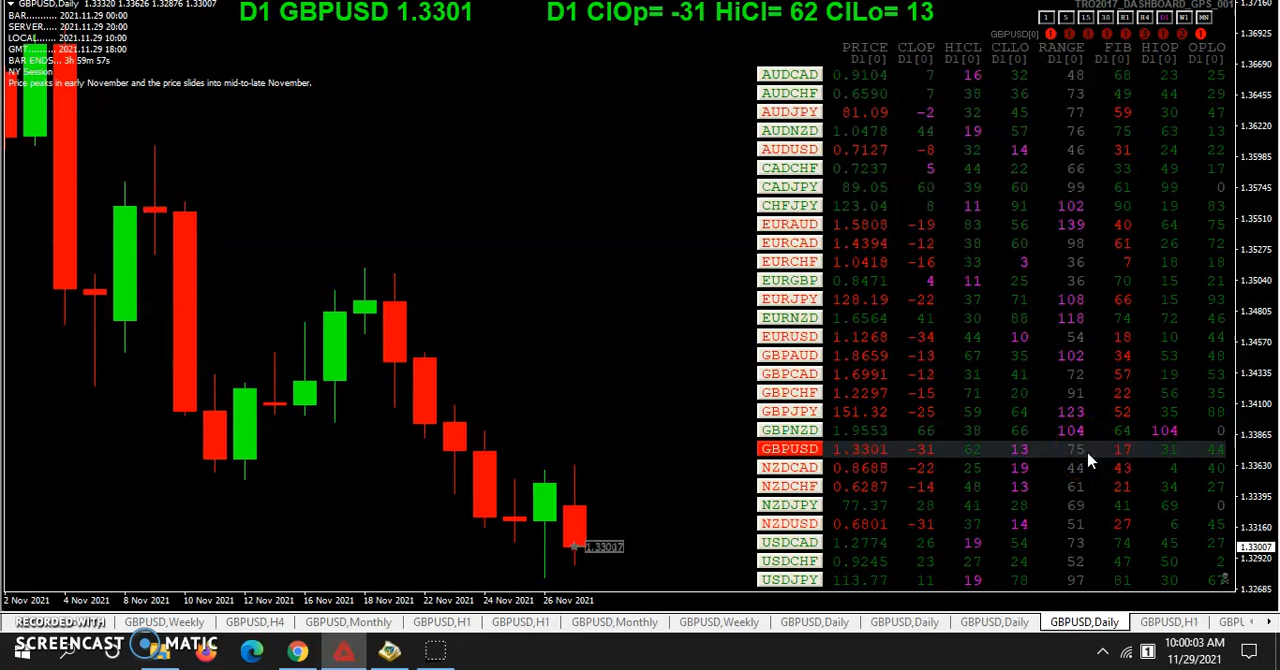 GBPUSD,Daily 1.33320 1.33626 1.32876 1.33007
BAR.......... 2021.11.29 00:00
SERVER..... 2021.11.29 20:00
LOCAL....... 2021.11.29 10:00
GMT.......... 2021.11.29 18:00
BAR ENDS... 3h 59m 57s
NY Session
Price peaks in early November and the price slides into mid-to-late November.
D1 GBPUSD 1.3301 D1 ClOp= -31 HiCl= 62 ClLo= 13
TRO2017_DASHBOARD_GPS_001
1 5 15 30 H1 H4 D1 W1 MN
GBPUSD[0]
PRICE CLOP HICL CLLO RANGE FIB HIOP OPLO
D1[0] D1[0] D1[0] D1[0] D1[0] D1[0] D1[0] D1[0]
AUDCAD 0.9104 7 16 32 48 68 23 25
AUDCHF 0.6590 7 38 36 73 49 44 29
AUDJPY 81.09 -2 32 45 77 59 30 47
AUDNZD 1.0478 44 19 57 76 75 63 13
AUDUSD 0.7127 -8 32 14 46 31 24 22
CADCHF 0.7237 5 44 22 66 33 49 17
CADJPY 89.05 60 39 60 99 61 99 0
CHFJPY 123.04 8 11 91 102 90 19 83
EURAUD 1.5808 -19 83 56 139 40 64 75
EURCAD 1.4394 -12 38 60 98 61 26 72
EURCHF 1.0418 -16 33 3 36 7 18 18
EURGBP 0.8471 4 11 25 36 70 15 21
EURJPY 128.19 -22 37 71 108 66 15 93
EURNZD 1.6564 41 30 88 118 74 72 46
EURUSD 1.1268 -34 44 10 54 18 10 44
GBPAUD 1.8659 -13 67 35 102 34 53 48
GBPCAD 1.6991 -12 31 41 72 57 19 53
GBPCHF 1.2297 -15 71 20 91 22 56 35
GBPJPY 151.32 -25 59 64 123 52 35 88
GBPNZD 1.9553 66 38 66 104 64 104 0
GBPUSD 1.3301 -31 62 13 75 17 31 44
NZDCAD 0.8688 -22 25 19 44 43 4 40
NZDCHF 0.6287 -14 48 13 61 21 34 27
NZDJPY 77.37 28 41 28 69 41 69 0
NZDUSD 0.6801 -31 37 14 51 27 6 45
USDCAD 1.2774 26 19 54 73 74 45 27
USDCHF 0.9245 23 27 24 52 47 50 2
USDJPY 113.77 11 19 78 97 81 30 67
1.37160
1.36925
1.36690
1.36455
1.36220
1.35985
1.35745
1.35510
1.35275
1.35040
1.34805
1.34570
1.34335
1.34100
1.33865
1.33630
1.33395
1.33160
1.33007
1.32920
1.32685
1.33007
2 Nov 2021 4 Nov 2021 8 Nov 2021 10 Nov 2021 12 Nov 2021 16 Nov 2021 18 Nov 2021 22 Nov 2021 24 Nov 2021 26 Nov 2021
GBPUSD,Weekly GBPUSD,H4 GBPUSD,Monthly GBPUSD,H1 GBPUSD,H1 GBPUSD,Monthly GBPUSD,Weekly GBPUSD,Daily GBPUSD,Daily GBPUSD,Daily GBPUSD,Daily GBPUSD,H1 GBPU
RECORDED WITH
SCREENCAST MATIC
1
10:00:03 AM
11/29/2021